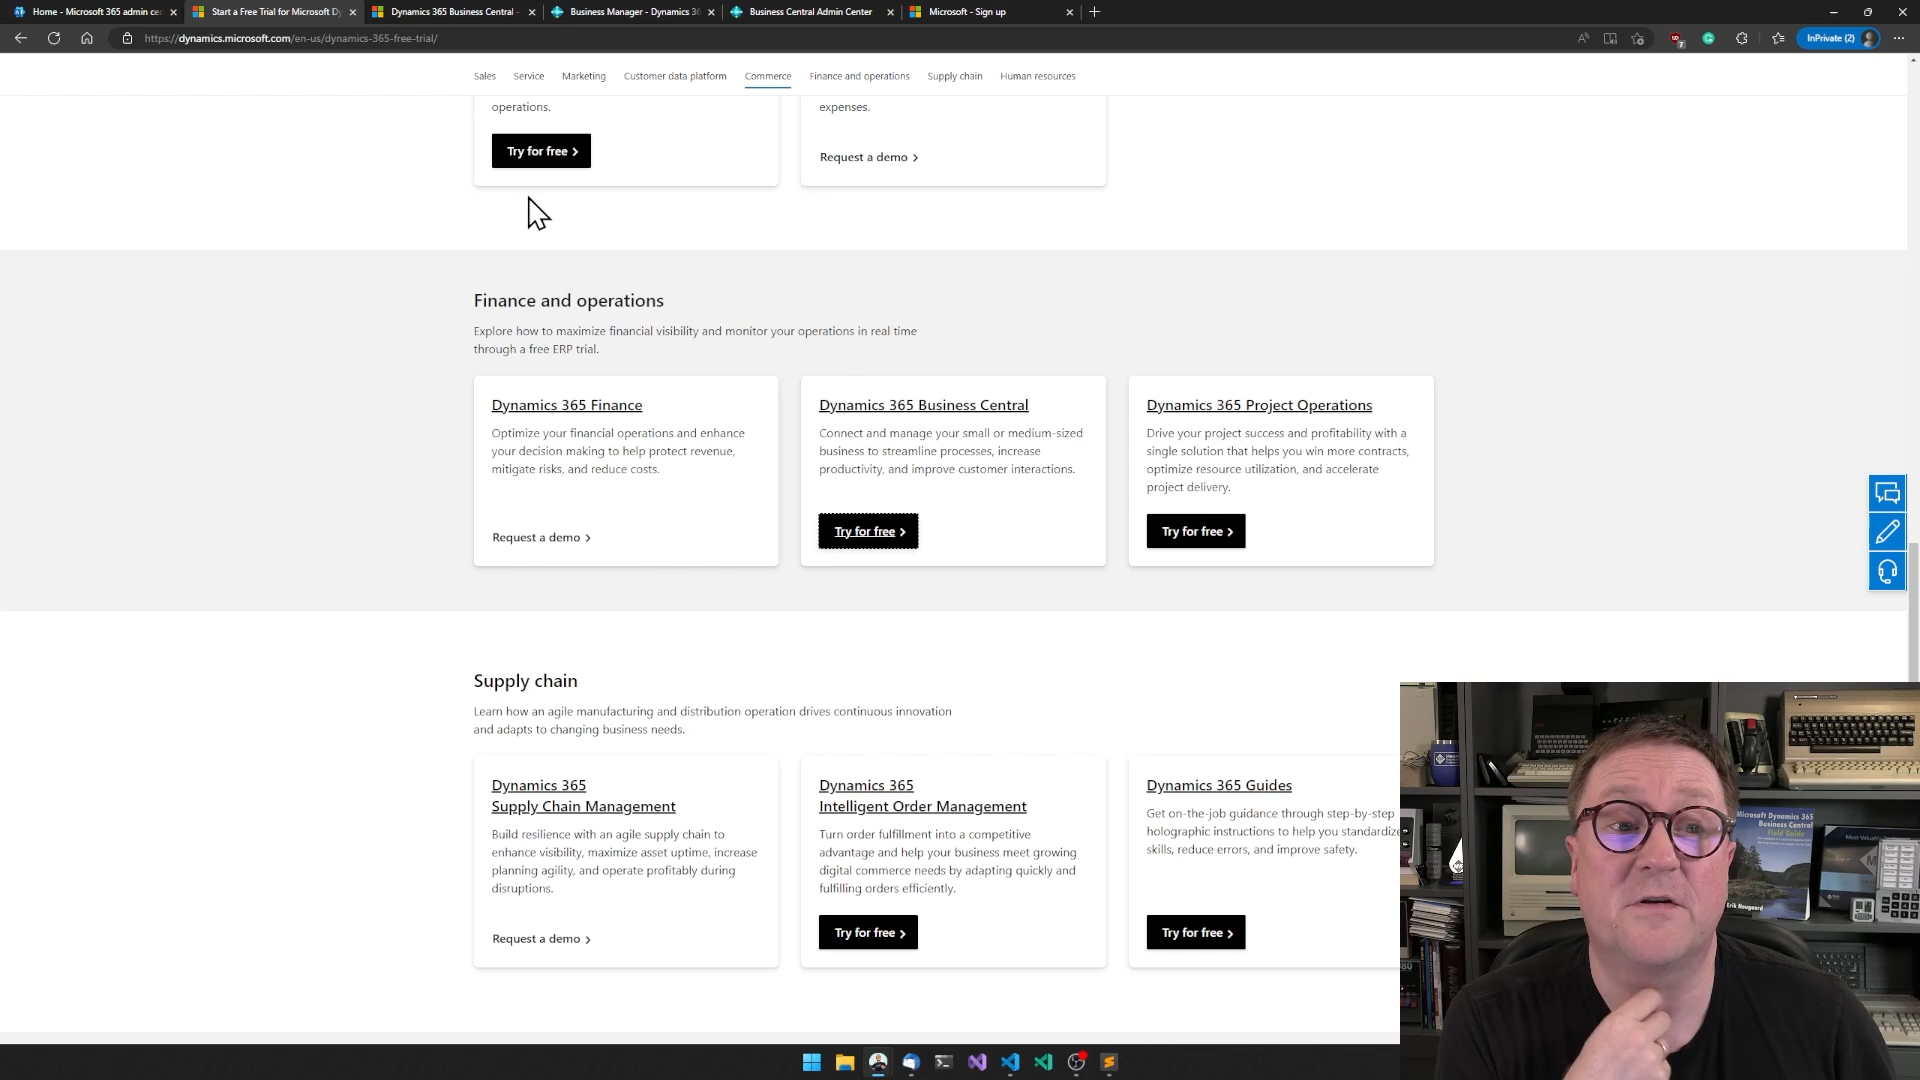 Home - Microsoft 365 admin cen
Start a Free Trial for Microsoft Dy
Dynamics 365 Business Central -
Business Manager - Dynamics 36
Business Central Admin Center
Microsoft - Sign up
https://dynamics.microsoft.com/en-us/dynamics-365-free-trial/
InPrivate (2)
Sales
Service
Marketing
Customer data platform
Commerce
Finance and operations
Supply chain
Human resources
operations.
Try for free
expenses.
Request a demo
Finance and operations
Explore how to maximize financial visibility and monitor your operations in real time
through a free ERP trial.
Dynamics 365 Finance
Optimize your financial operations and enhance
your decision making to help protect revenue,
mitigate risks, and reduce costs.
Request a demo
Dynamics 365 Business Central
Connect and manage your small or medium-sized
business to streamline processes, increase
productivity, and improve customer interactions.
Try for free
Dynamics 365 Project Operations
Drive your project success and profitability with a
single solution that helps you win more contracts,
optimize resource utilization, and accelerate
project delivery.
Try for free
Supply chain
Learn how an agile manufacturing and distribution operation drives continuous innovation
and adapts to changing business needs.
Dynamics 365
Supply Chain Management
Build resilience with an agile supply chain to
enhance visibility, maximize asset uptime, increase
planning agility, and operate profitably during
disruptions.
Request a demo
Dynamics 365
Intelligent Order Management
Turn order fulfillment into a competitive
advantage and help your business meet growing
digital commerce needs by adapting quickly and
fulfilling orders efficiently.
Try for free
Dynamics 365 Guides
Get on-the-job guidance through step-by-step
holographic instructions to help you standardize
skills, reduce errors, and improve safety.
Try for free
Microsoft Dynamics 365
Business Central
Field Guide
Erik Hougaard